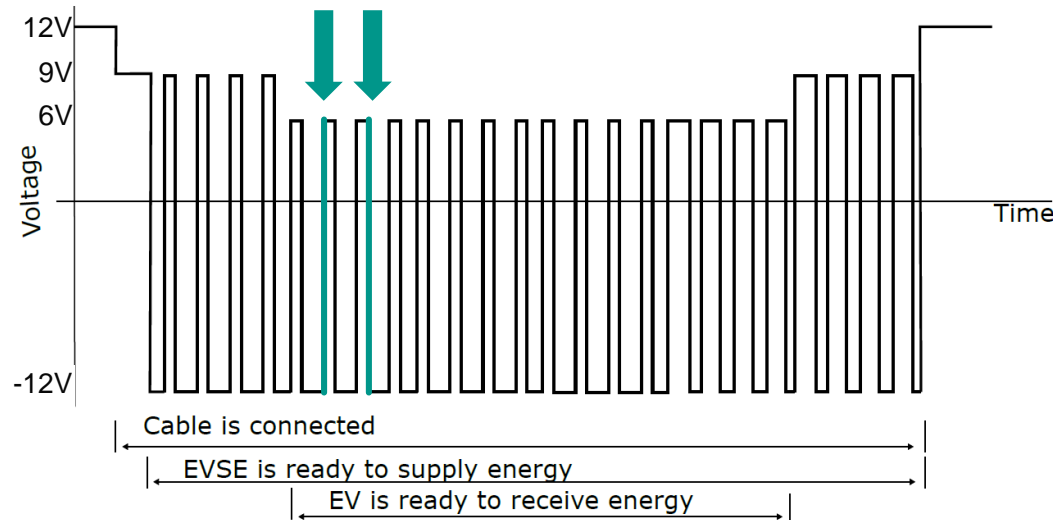 12V
9V
6V
Voltage
Time
-12V
Cable is connected
EVSE is ready to supply energy
EV is ready to receive energy